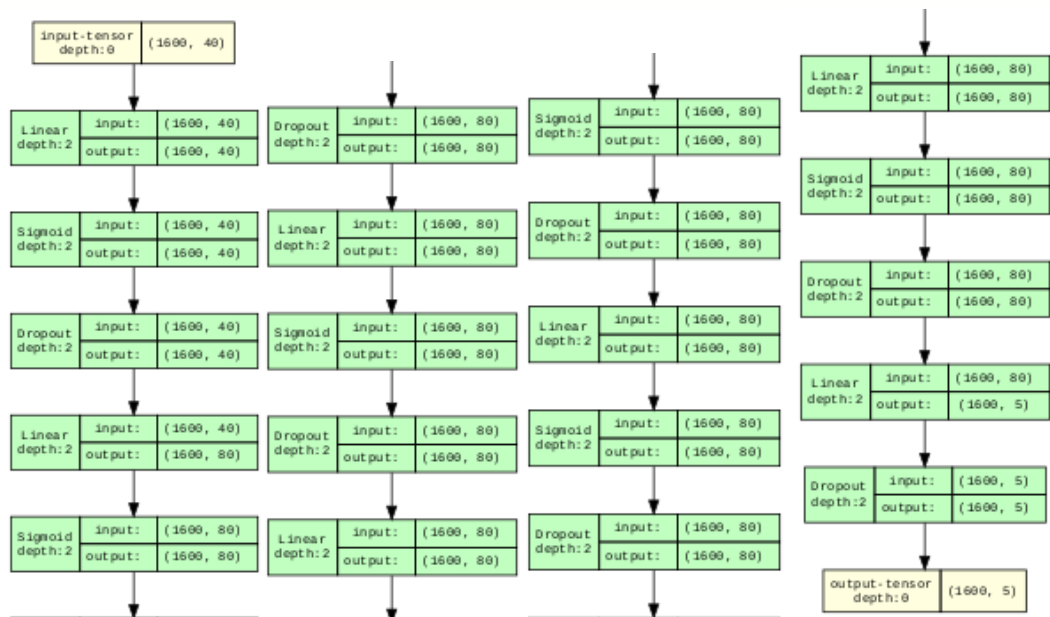 input-tensor
depth:0
(1600, 40)
Linear
depth:2
input:
(1600, 40)
output:
(1600, 40)
Sigmoid
depth:2
input:
(1600, 40)
output:
(1600, 40)
Dropout
depth:2
input:
(1600, 40)
output:
(1600, 40)
Linear
depth:2
input:
(1600, 40)
output:
(1600, 80)
Sigmoid
depth:2
input:
(1600, 80)
output:
(1600, 80)
Dropout
depth:2
input:
(1600, 80)
output:
(1600, 80)
Linear
depth:2
input:
(1600, 80)
output:
(1600, 80)
Sigmoid
depth:2
input:
(1600, 80)
output:
(1600, 80)
Dropout
depth:2
input:
(1600, 80)
output:
(1600, 80)
Linear
depth:2
input:
(1600, 80)
output:
(1600, 80)
Sigmoid
depth:2
input:
(1600, 80)
output:
(1600, 80)
Dropout
depth:2
input:
(1600, 80)
output:
(1600, 80)
Linear
depth:2
input:
(1600, 80)
output:
(1600, 80)
Sigmoid
depth:2
input:
(1600, 80)
output:
(1600, 80)
Dropout
depth:2
input:
(1600, 80)
output:
(1600, 80)
Linear
depth:2
input:
(1600, 80)
output:
(1600, 80)
Sigmoid
depth:2
input:
(1600, 80)
output:
(1600, 80)
Dropout
depth:2
input:
(1600, 80)
output:
(1600, 80)
Linear
depth:2
input:
(1600, 80)
output:
(1600, 5)
Dropout
depth:2
input:
(1600, 5)
output:
(1600, 5)
output-tensor
depth:0
(1600, 5)